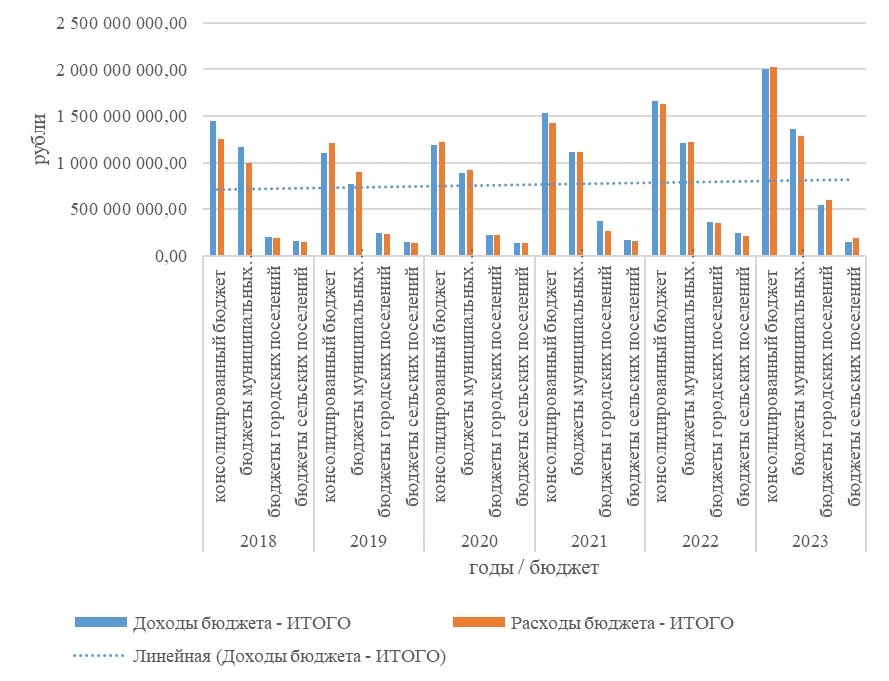 2 500 000 000,00
2 000 000 000,00
1 500 000 000,00
1 000 000 000,00
500 000 000,00
0,00
рубли
консолидированный бюджет
бюджеты муниципальных…
бюджеты городских поселений
бюджеты сельских поселений
консолидированный бюджет
бюджеты муниципальных…
бюджеты городских поселений
бюджеты сельских поселений
консолидированный бюджет
бюджеты муниципальных…
бюджеты городских поселений
бюджеты сельских поселений
консолидированный бюджет
бюджеты муниципальных…
бюджеты городских поселений
бюджеты сельских поселений
консолидированный бюджет
бюджеты муниципальных…
бюджеты городских поселений
бюджеты сельских поселений
консолидированный бюджет
бюджеты муниципальных…
бюджеты городских поселений
бюджеты сельских поселений
2018 2019 2020 2021 2022 2023
годы / бюджет
Доходы бюджета - ИТОГО
Расходы бюджета - ИТОГО
Линейная (Доходы бюджета - ИТОГО)